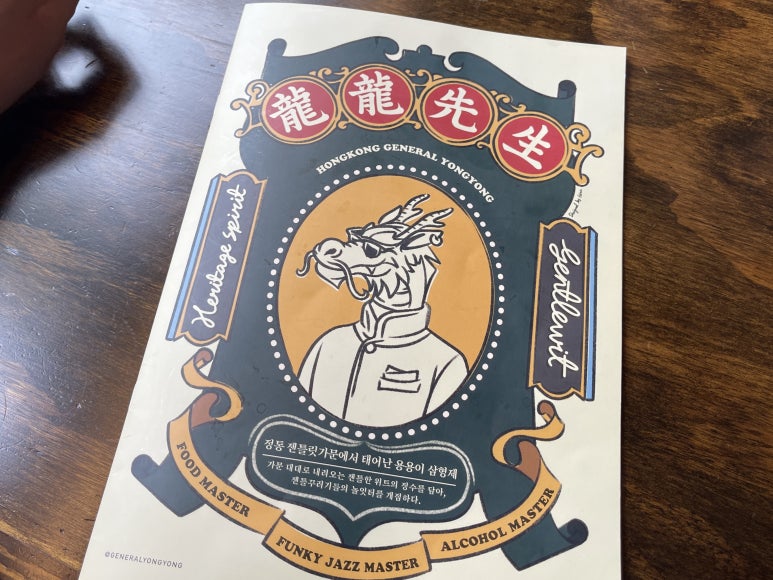 龍龍先生
HONGKONG GENERAL YONGYONG
Heritage spirit
Gentlewit
정통 젠틀릿가문에서 태어난 용용이 삼형제
가문 대대로 내려오는 젠틀한 위트의 정수를 담아,
젠틀꾸러기들의 놀잇터를 개점하다.
FOOD MASTER
FUNKY JAZZ MASTER
ALCOHOL MASTER
@GENERALYONGYONG